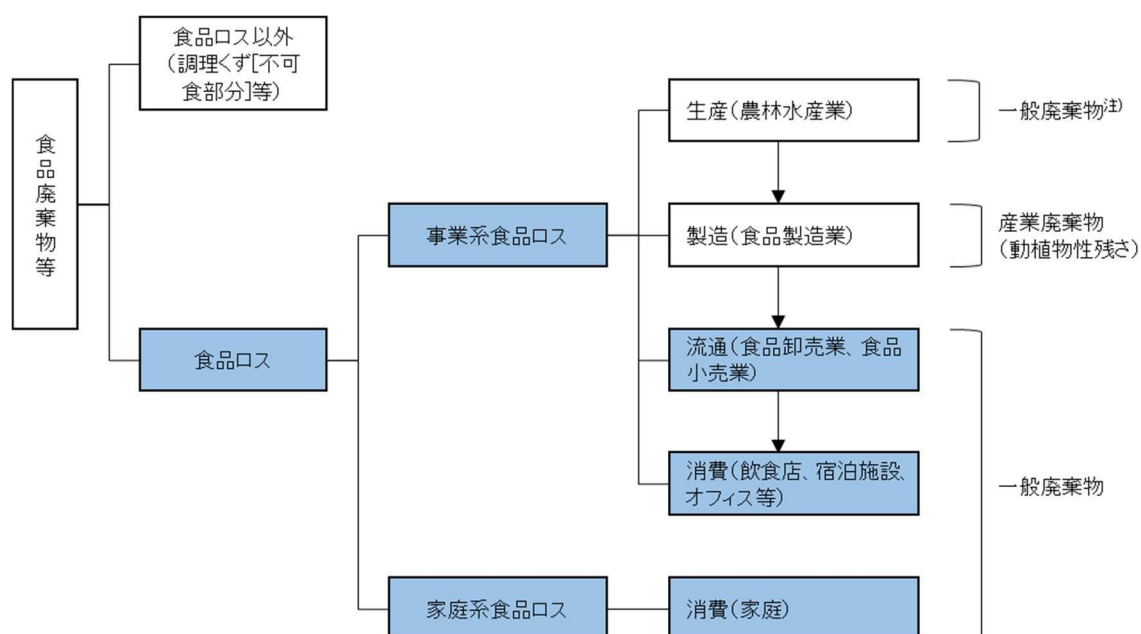 食品ロス以外
（調理くず[不可
食部分]等）
食品廃棄物等
生産（農林水産業）
一般廃棄物注)
事業系食品ロス
製造（食品製造業）
産業廃棄物
（動植物性残さ）
食品ロス
流通（食品卸売業、食品
小売業）
消費（飲食店、宿泊施設、
オフィス等）
一般廃棄物
家庭系食品ロス
消費（家庭）